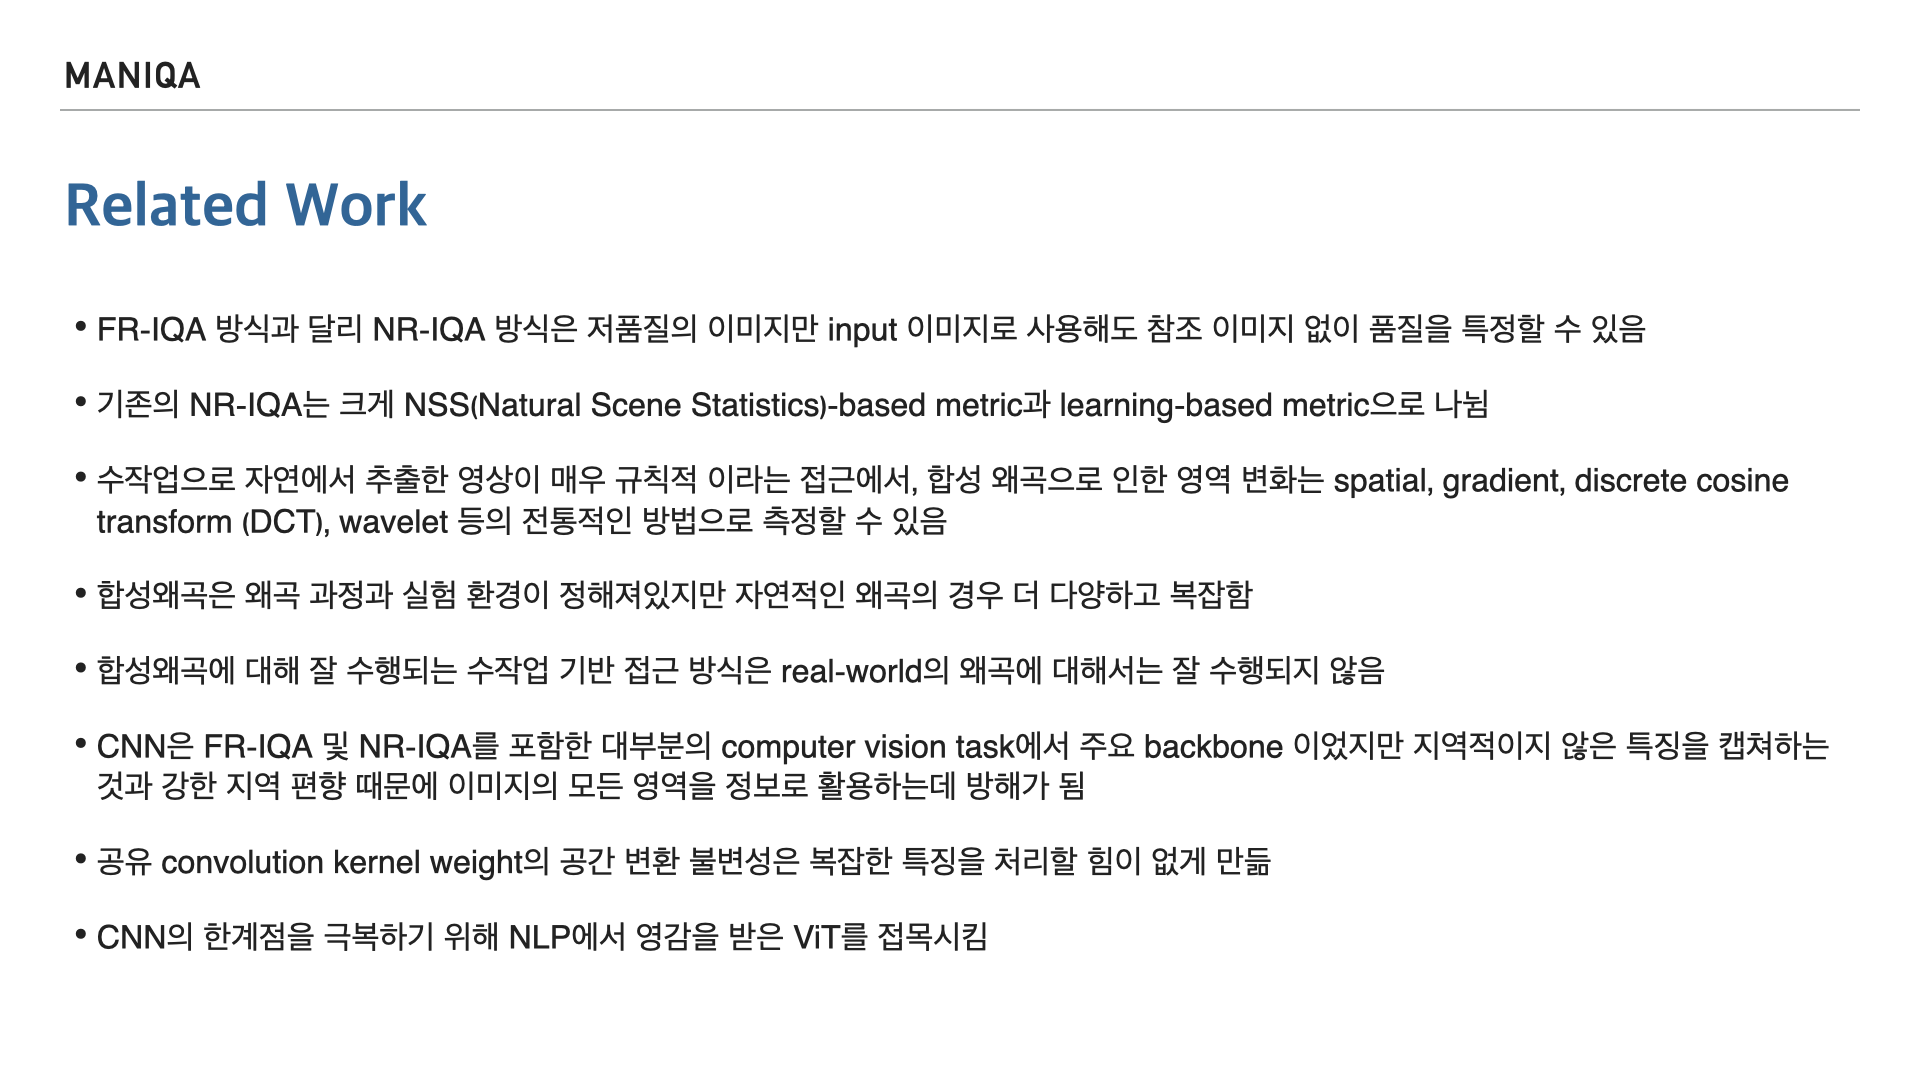 MANIQA
Related Work
• FR-IQA 방식과 달리 NR-IQA 방식은 저품질의 이미지만 input 이미지로 사용해도 참조 이미지 없이 품질을 특정할 수 있음
• 기존의 NR-IQA는 크게 NSS(Natural Scene Statistics)-based metric과 learning-based metric으로 나뉨
• 수작업으로 자연에서 추출한 영상이 매우 규칙적 이라는 접근에서, 합성 왜곡으로 인한 영역 변화는 spatial, gradient, discrete cosine
transform (DCT), wavelet 등의 전통적인 방법으로 측정할 수 있음
• 합성왜곡은 왜곡 과정과 실험 환경이 정해져있지만 자연적인 왜곡의 경우 더 다양하고 복잡함
• 합성왜곡에 대해 잘 수행되는 수작업 기반 접근 방식은 real-world의 왜곡에 대해서는 잘 수행되지 않음
• CNN은 FR-IQA 및 NR-IQA를 포함한 대부분의 computer vision task에서 주요 backbone 이었지만 지역적이지 않은 특징을 캡쳐하는
것과 강한 지역 편향 때문에 이미지의 모든 영역을 정보로 활용하는데 방해가 됨
• 공유 convolution kernel weight의 공간 변환 불변성은 복잡한 특징을 처리할 힘이 없게 만듦
• CNN의 한계점을 극복하기 위해 NLP에서 영감을 받은 ViT를 접목시킴